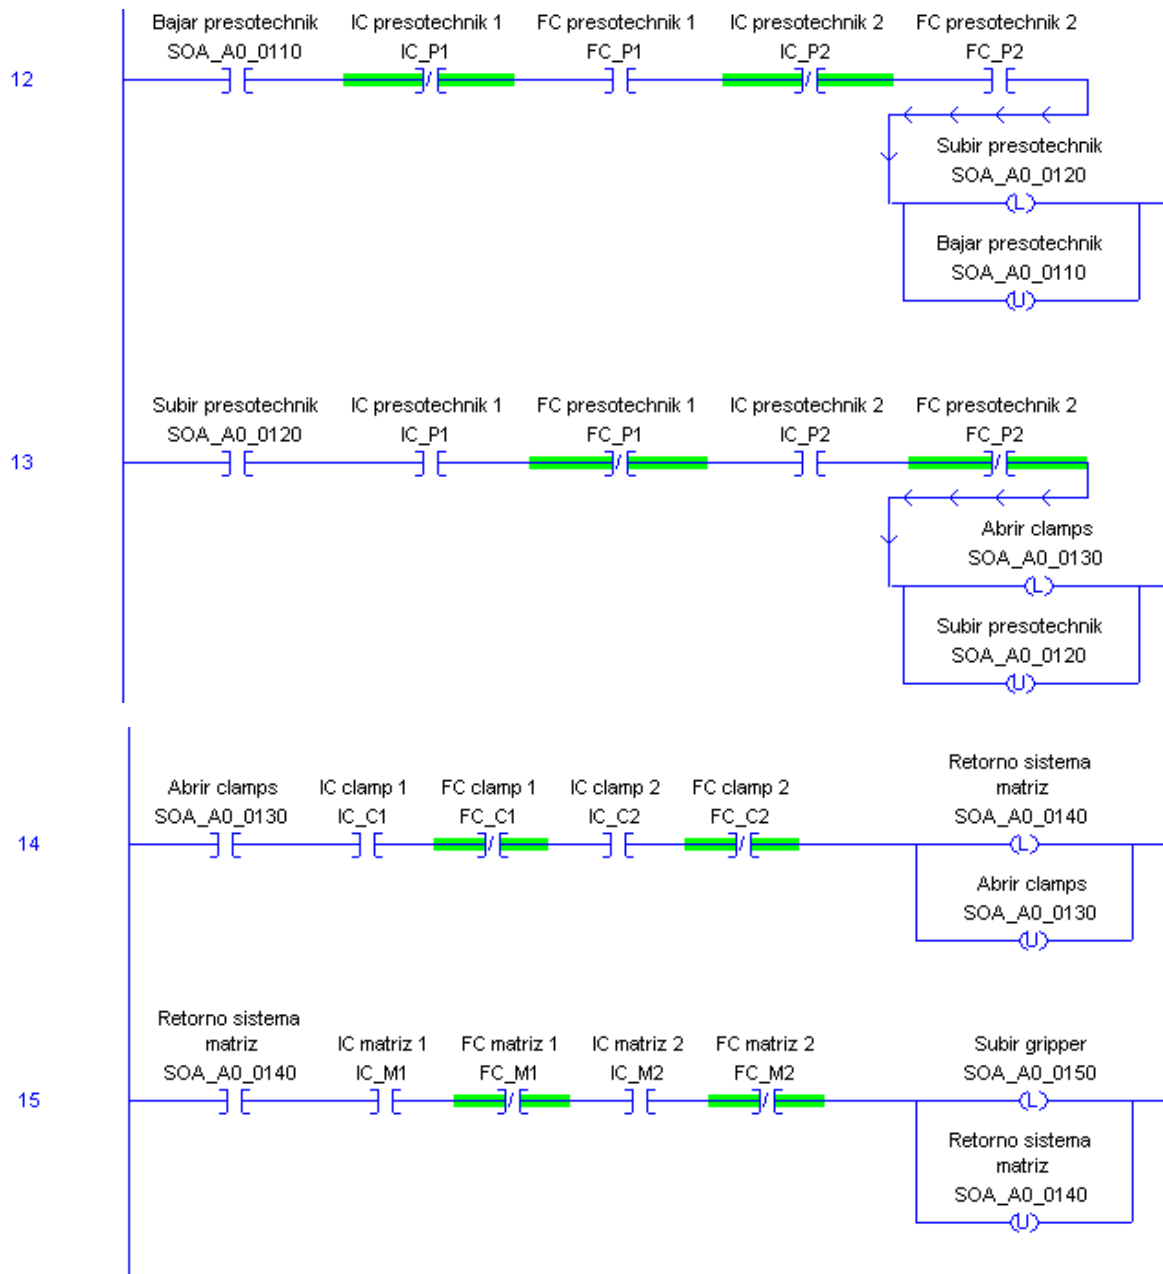 Bajar presotechnik IC presotechnik 1 FC presotechnik 1 IC presotechnik 2 FC presotechnik 2
SOA_A0_0110 IC_P1 FC_P1 IC_P2 FC_P2
12
Subir presotechnik
SOA_A0_0120
L
Bajar presotechnik
SOA_A0_0110
U
Subir presotechnik IC presotechnik 1 FC presotechnik 1 IC presotechnik 2 FC presotechnik 2
SOA_A0_0120 IC_P1 FC_P1 IC_P2 FC_P2
13
Abrir clamps
SOA_A0_0130
L
Subir presotechnik
SOA_A0_0120
U
Retorno sistema
matriz
Abrir clamps IC clamp 1 FC clamp 1 IC clamp 2 FC clamp 2
SOA_A0_0130 IC_C1 FC_C1 IC_C2 FC_C2 SOA_A0_0140
14 L
Abrir clamps
SOA_A0_0130
U
Retorno sistema
matriz IC matriz 1 FC matriz 1 IC matriz 2 FC matriz 2 Subir gripper
SOA_A0_0140 IC_M1 FC_M1 IC_M2 FC_M2 SOA_A0_0150
15 L
Retorno sistema
matriz
SOA_A0_0140
U